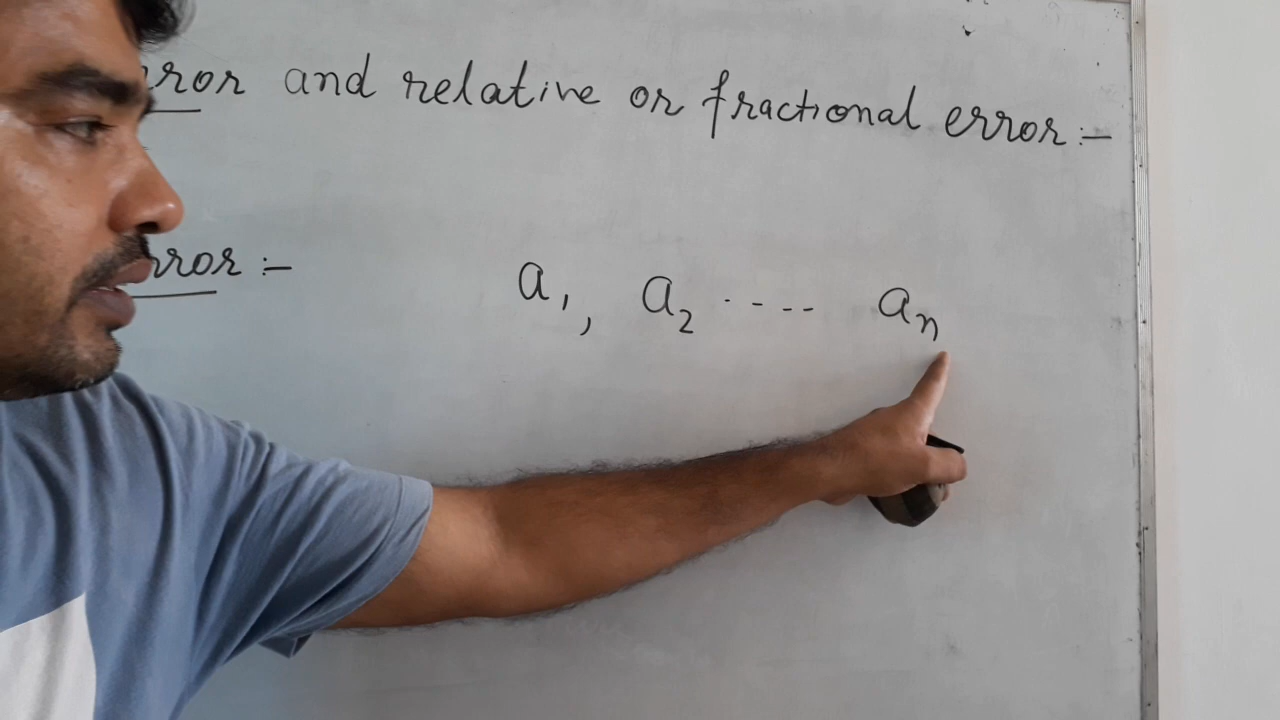 and relative or fractional error :-
a1, a2 ---- an